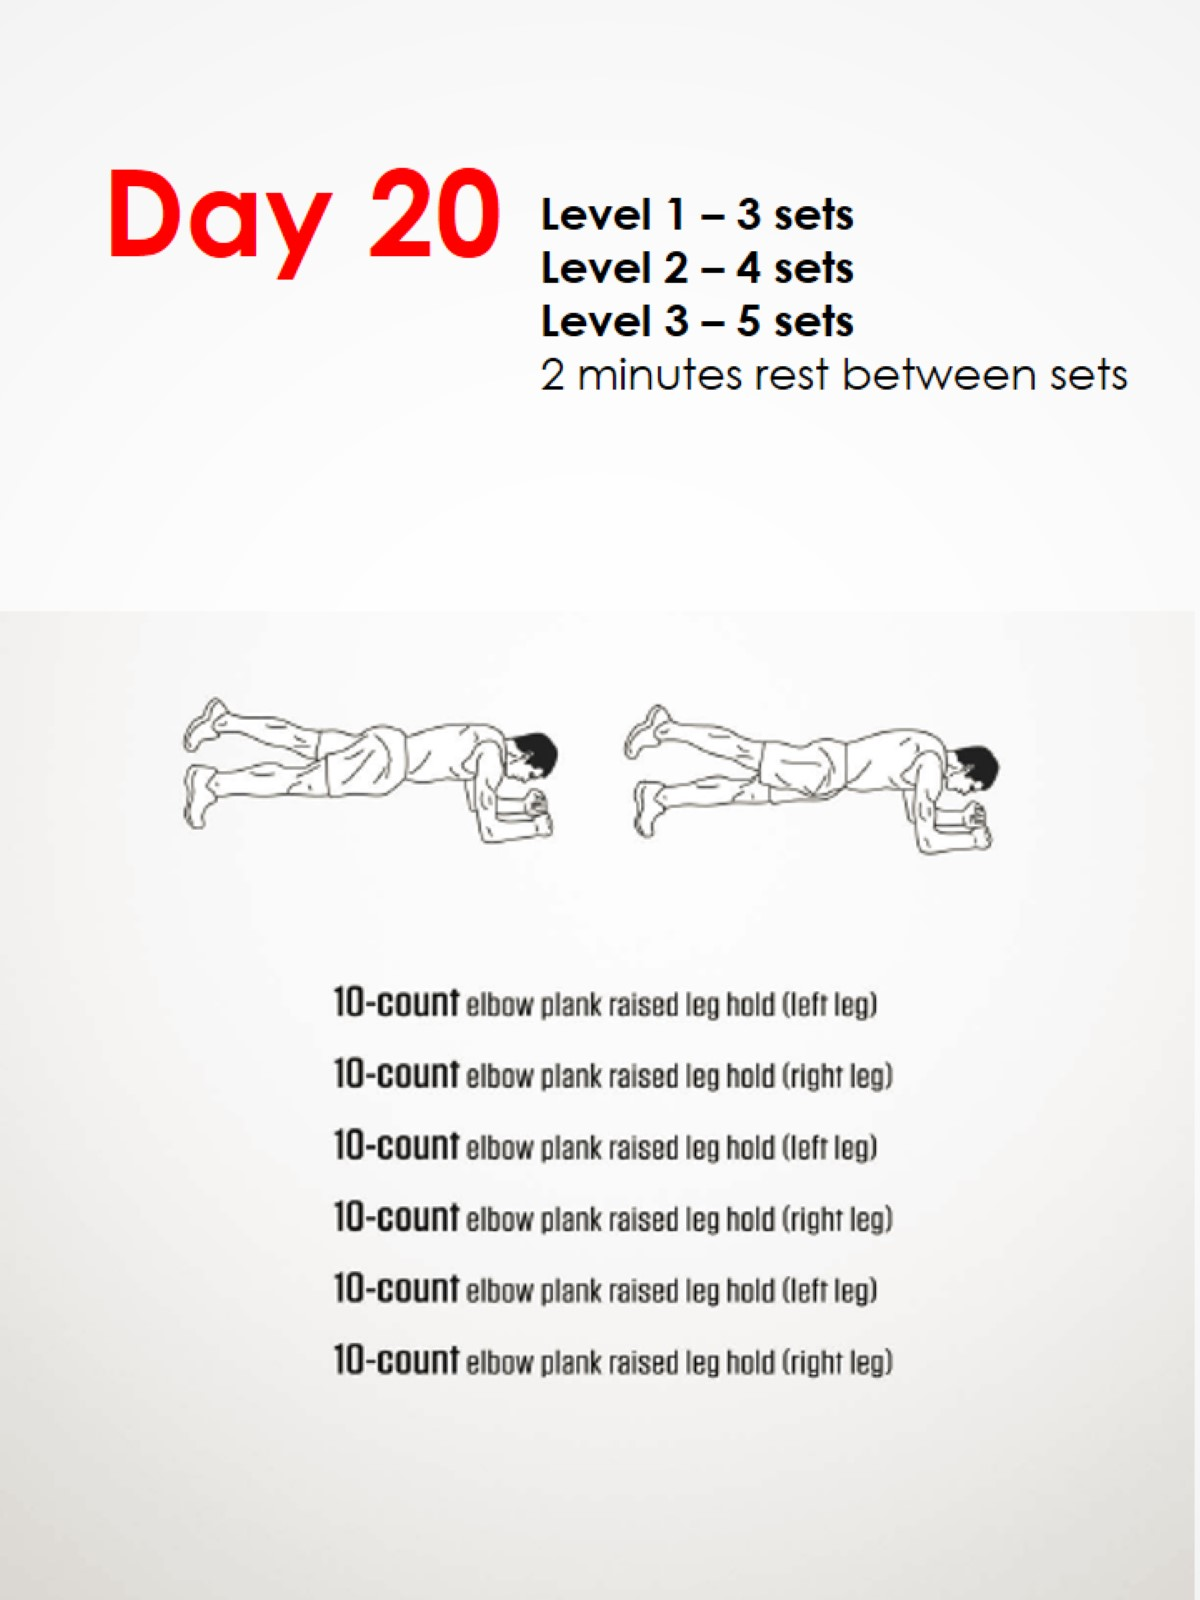 Day 20
Level 1 – 3 sets
Level 2 – 4 sets
Level 3 – 5 sets
2 minutes rest between sets
10-count elbow plank raised leg hold (left leg)
10-count elbow plank raised leg hold (right leg)
10-count elbow plank raised leg hold (left leg)
10-count elbow plank raised leg hold (right leg)
10-count elbow plank raised leg hold (left leg)
10-count elbow plank raised leg hold (right leg)